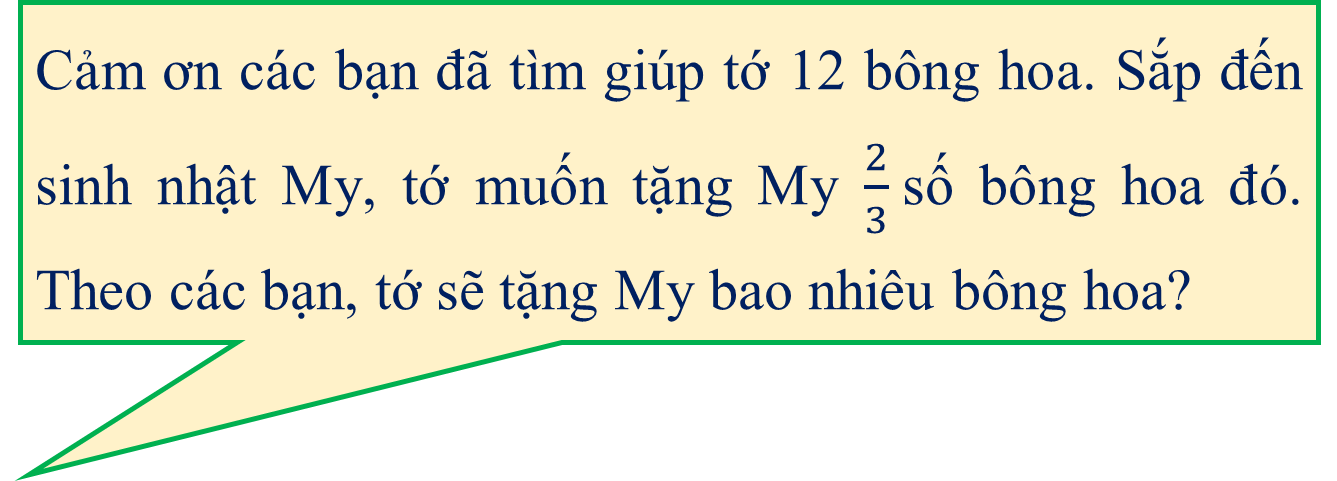 Cảm ơn các bạn đã tìm giúp tớ 12 bông hoa. Sắp đến
sinh nhật My, tớ muốn tặng My 2/3 số bông hoa đó.
Theo các bạn, tớ sẽ tặng My bao nhiêu bông hoa?